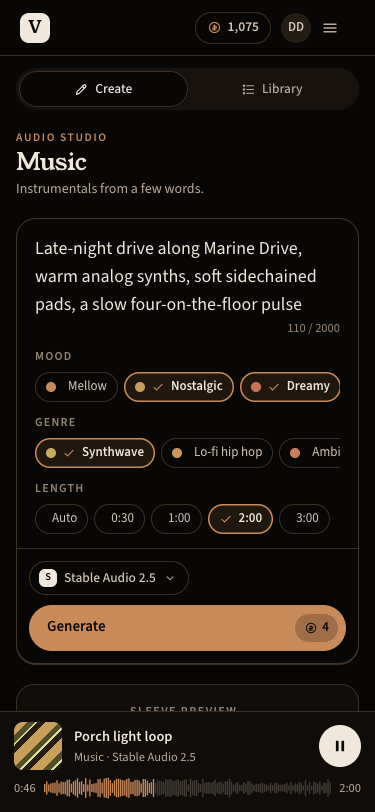 V
1,075
DD
Create
Library
AUDIO STUDIO
Music
Instrumentals from a few words.
Late-night drive along Marine Drive,
warm analog synths, soft sidechained
pads, a slow four-on-the-floor pulse
110 / 2000
MOOD
Mellow
Nostalgic
Dreamy
GENRE
Synthwave
Lo-fi hip hop
Ambi
LENGTH
Auto
0:30
1:00
2:00
3:00
S
Stable Audio 2.5
Generate
4
SLEEVE PREVIEW
Porch light loop
Music · Stable Audio 2.5
0:46
2:00